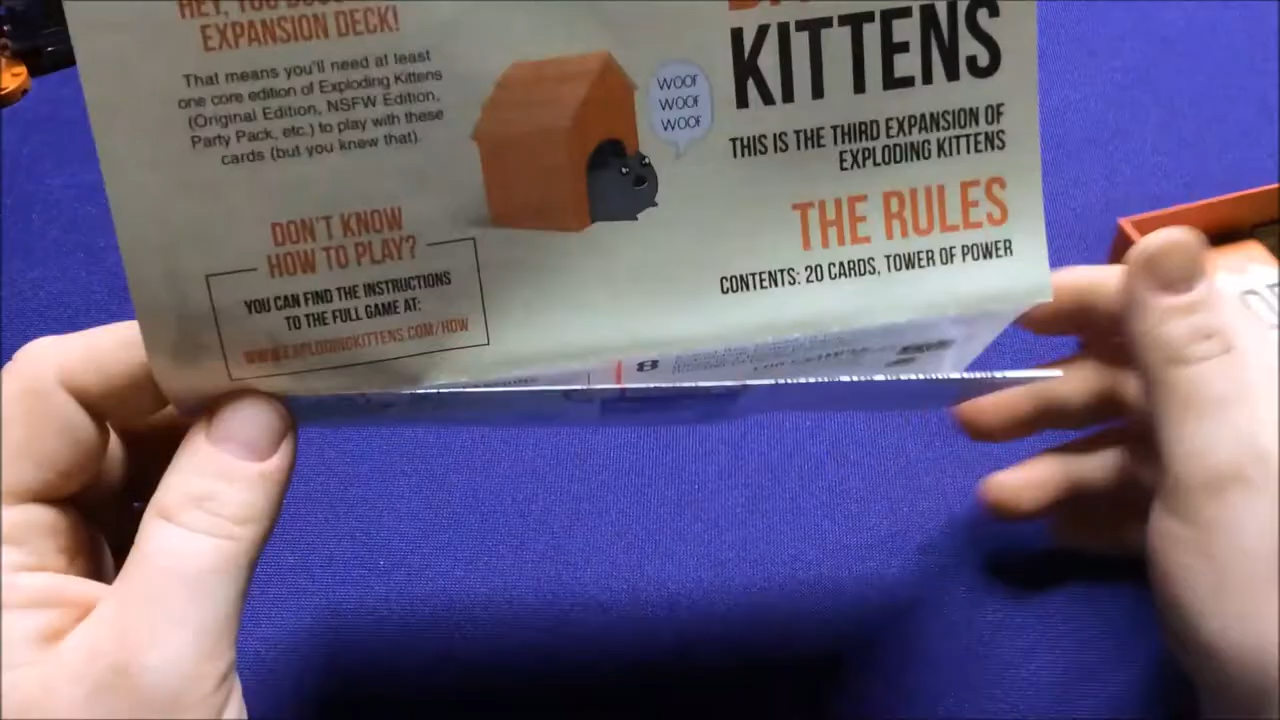 HEY, YOU
EXPANSION DECK!
That means you'll need at least
one core edition of Exploding Kittens
(Original Edition, NSFW Edition,
Party Pack, etc.) to play with these
cards (but you knew that).
DON'T KNOW
HOW TO PLAY?
YOU CAN FIND THE INSTRUCTIONS
TO THE FULL GAME AT:
WWW.EXPLODINGKITTENS.COM/HOW
WOOF
WOOF
WOOF
KITTENS
THIS IS THE THIRD EXPANSION OF
EXPLODING KITTENS
THE RULES
CONTENTS: 20 CARDS, TOWER OF POWER
8